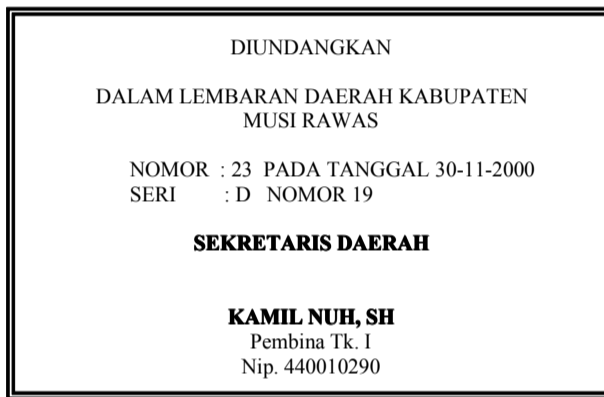 DIUNDANGKAN
DALAM LEMBARAN DAERAH KABUPATEN
MUSI RAWAS
NOMOR : 23 PADA TANGGAL 30-11-2000
SERI : D NOMOR 19
SEKRETARIS DAERAH
KAMIL NUH, SH
Pembina Tk. I
Nip. 440010290